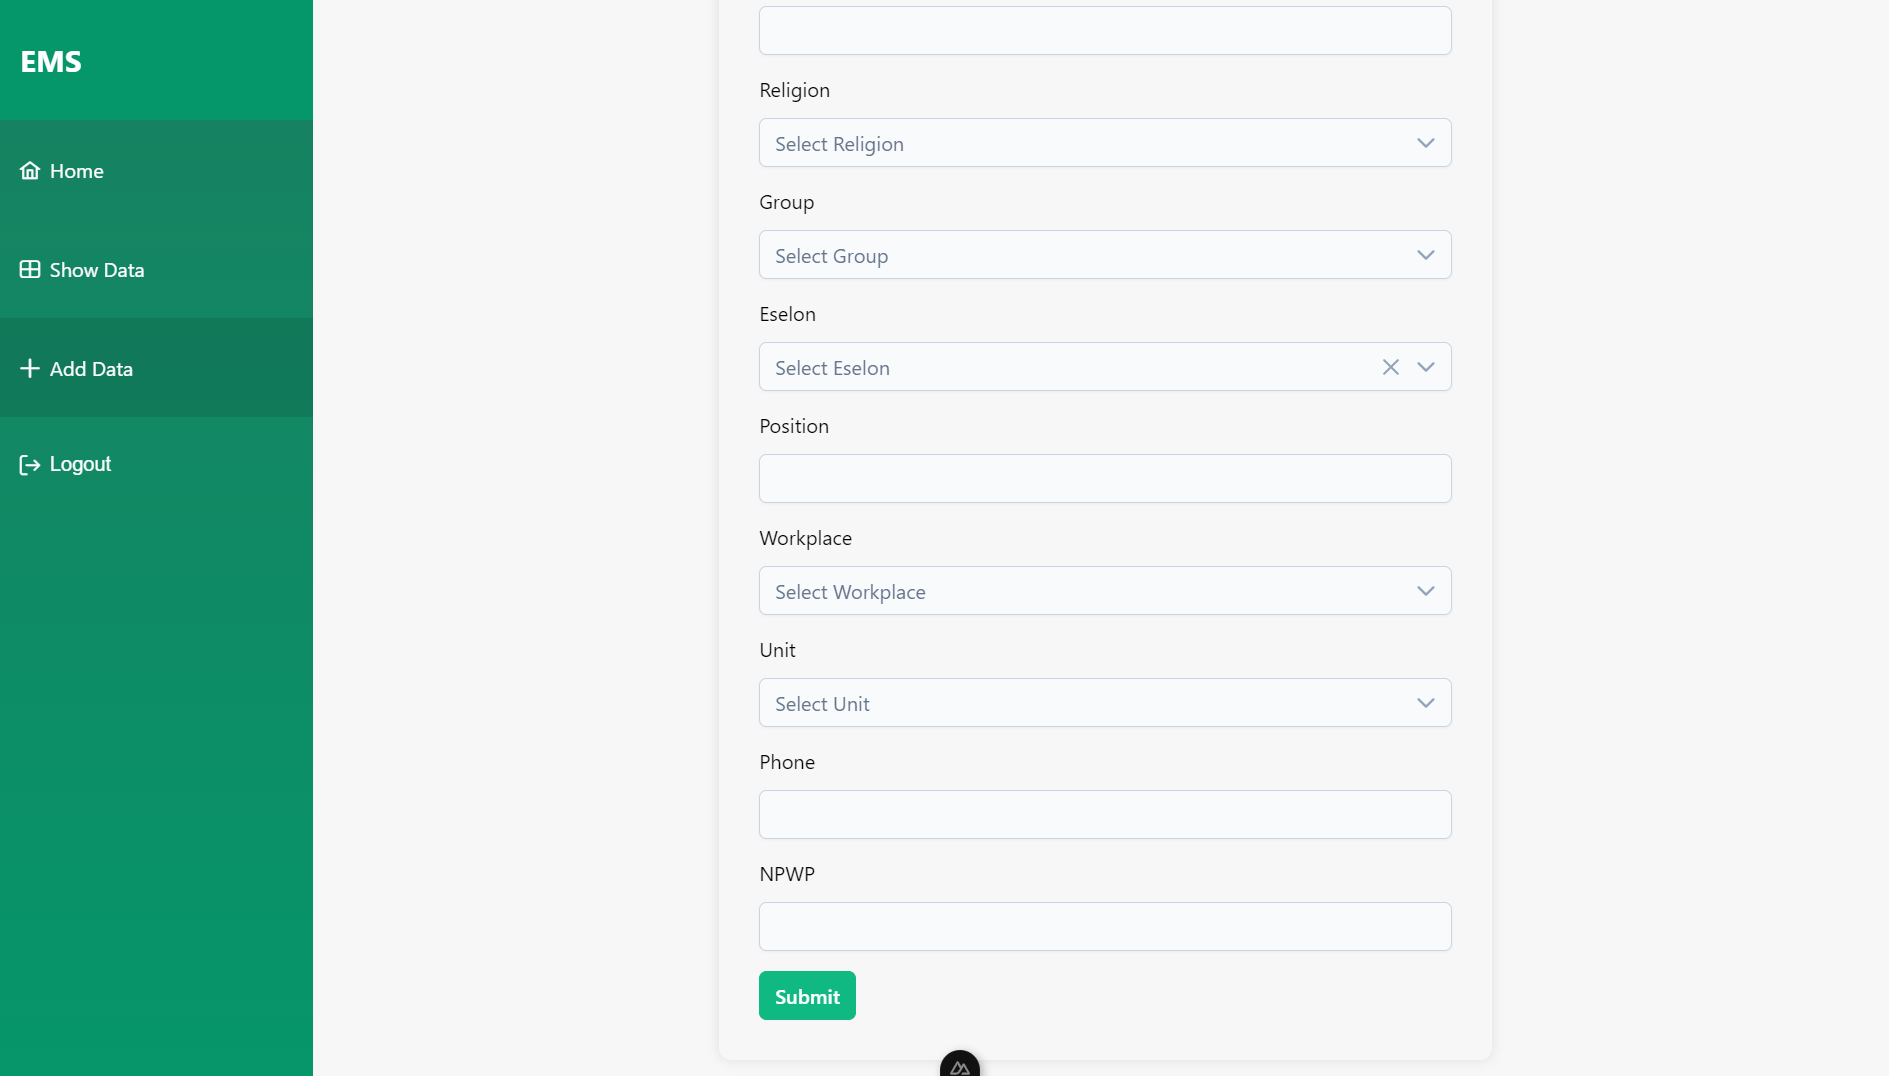 EMS
Home
Show Data
Add Data
Logout
Religion
Select Religion
Group
Select Group
Eselon
Select Eselon
Position
Workplace
Select Workplace
Unit
Select Unit
Phone
NPWP
Submit